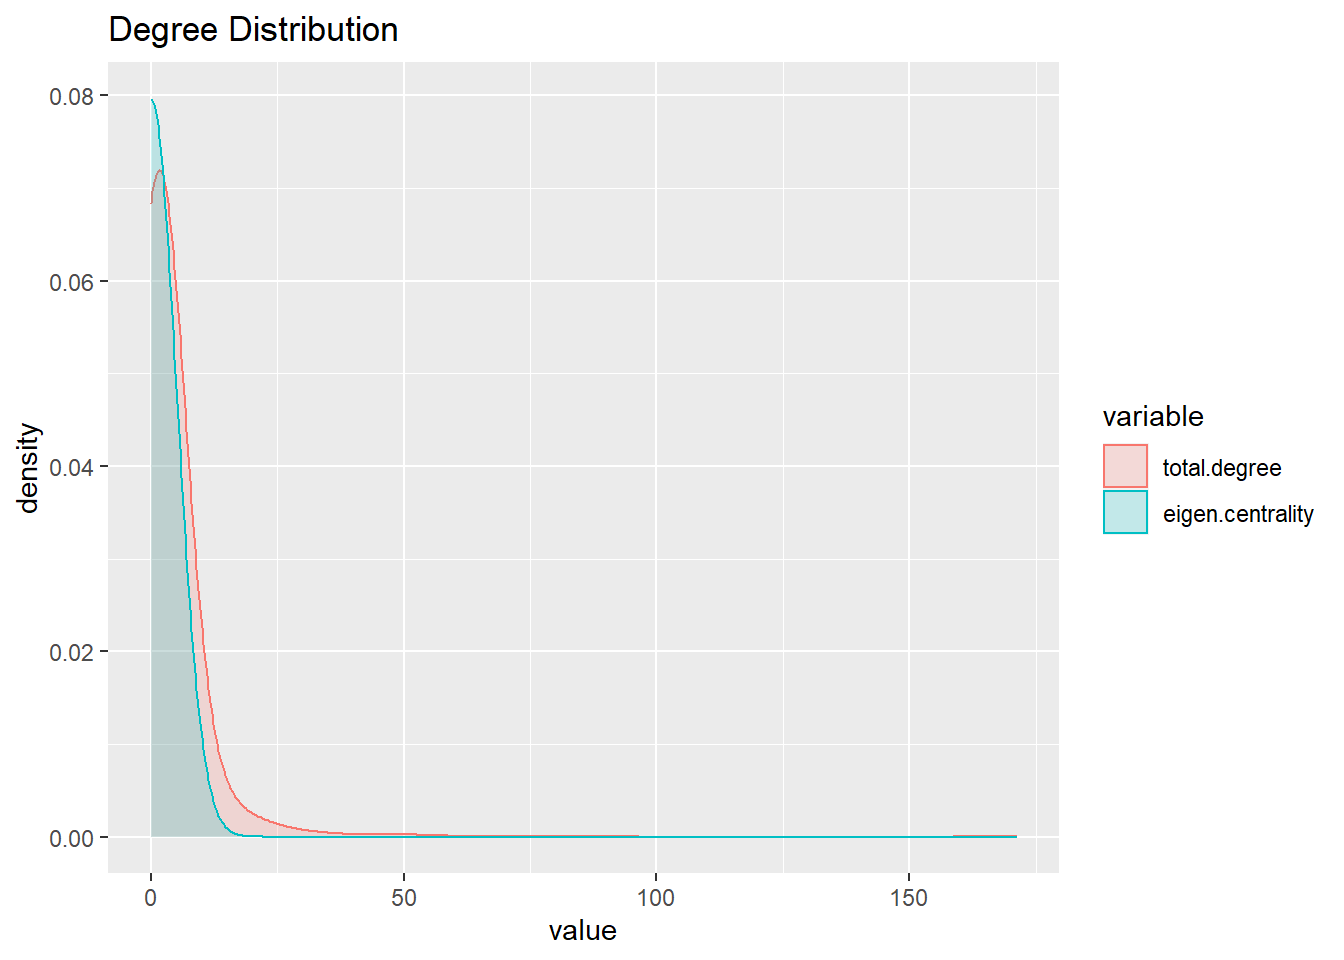 Degree Distribution
0.08
0.06
0.04
0.02
0.00
density
0
50
100
150
value
variable
total.degree
eigen.centrality